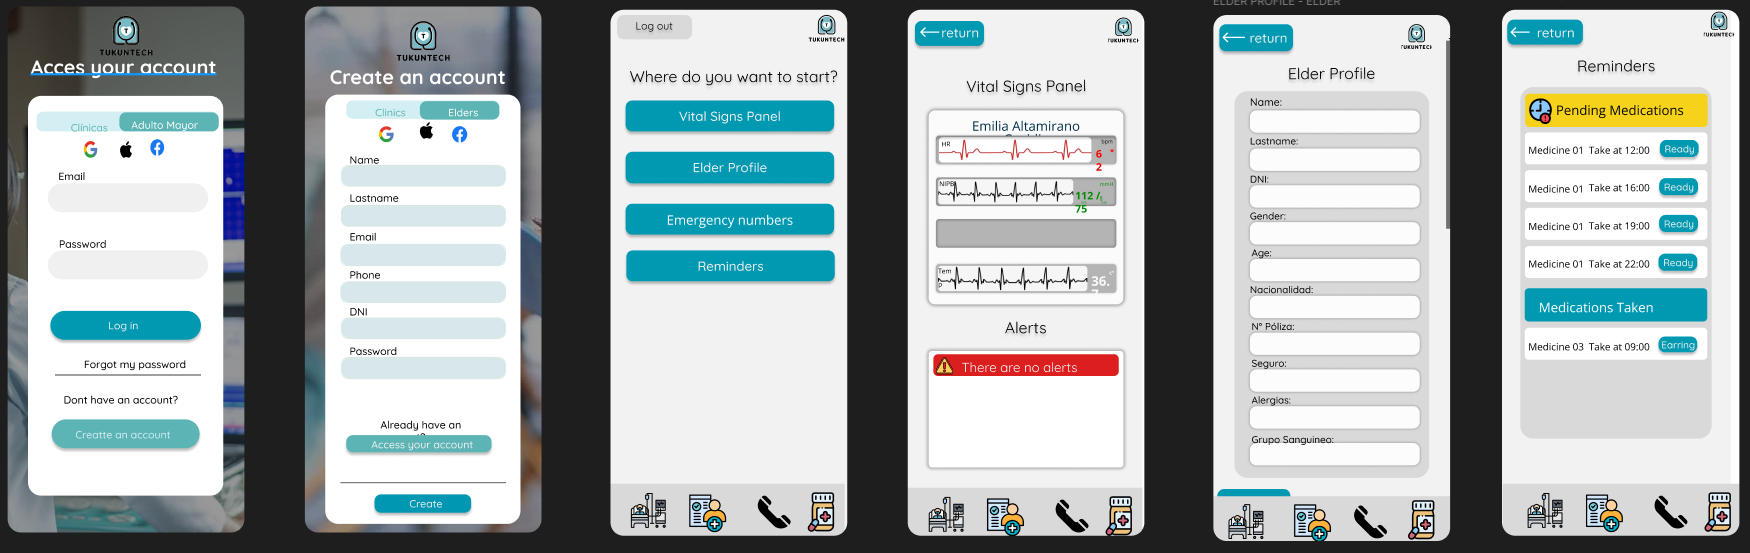 TUKUNTECH
Acces your account
Clínicas
Adulto Mayor
Email
Password
Log in
Forgot my password
Dont have an account?
Creatte an account
TUKUNTECH
Create an account
Clinics
Elders
Name
Lastname
Email
Phone
DNI
Password
Already have an
Access your account
Create
Log out
TUKUNTECH
Where do you want to start?
Vital Signs Panel
Elder Profile
Emergency numbers
Reminders
return
TUKUNTECH
Vital Signs Panel
Emilia Altamirano
HR
bpm
6
2
NIPB
mmH
112 /
75
Tem
P
36.
Alerts
There are no alerts
ELDER PROFILE - ELDER
return
TUKUNTECH
Elder Profile
Name:
Lastname:
DNI:
Gender:
Age:
Nacionalidad:
N° Póliza:
Seguro:
Alergias:
Grupo Sanguineo:
return
TUKUNTECH
Reminders
Pending Medications
Medicine 01 Take at 12:00 Ready
Medicine 01 Take at 16:00 Ready
Medicine 01 Take at 19:00 Ready
Medicine 01 Take at 22:00 Ready
Medications Taken
Medicine 03 Take at 09:00 Earring